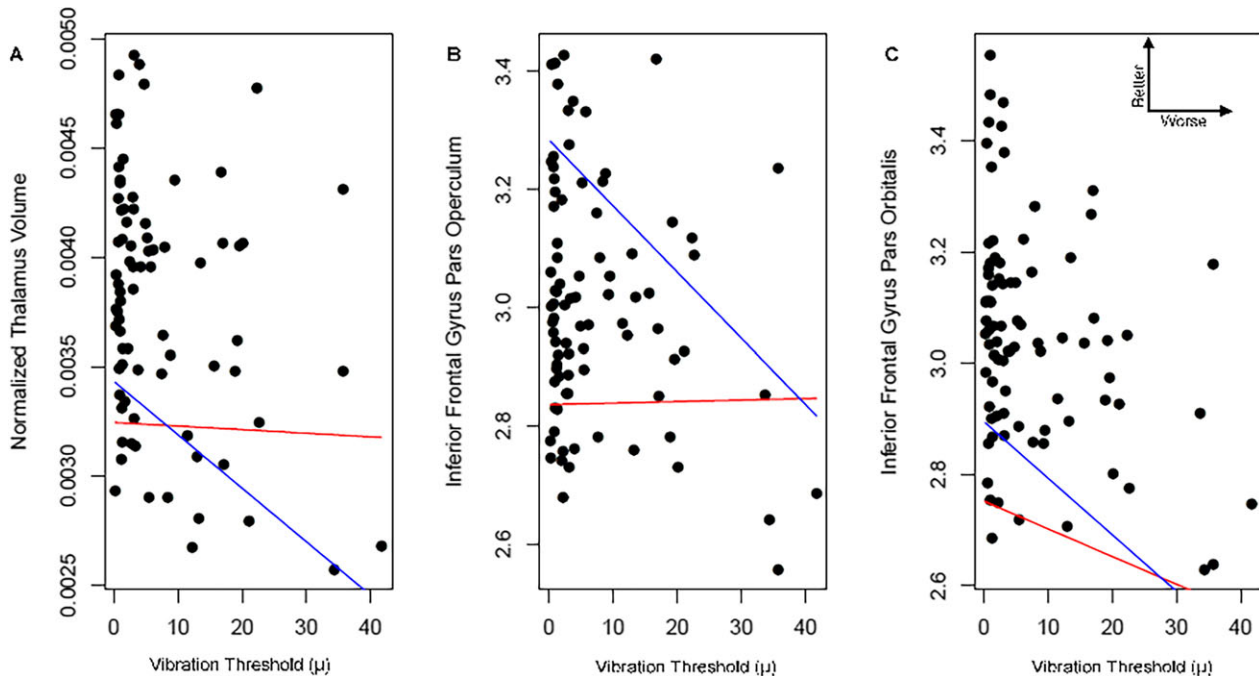 A
Normalized Thalamus Volume
0.0050
0.0045
0.0040
0.0035
0.0030
0.0025
0
10
20
30
40
Vibration Threshold (µ)
B
Inferior Frontal Gyrus Pars Operculum
3.4
3.2
3.0
2.8
2.6
0
10
20
30
40
Vibration Threshold (µ)
C
Inferior Frontal Gyrus Pars Orbitalis
3.4
3.2
3.0
2.8
2.6
0
10
20
30
40
Vibration Threshold (µ)
Better
Worse